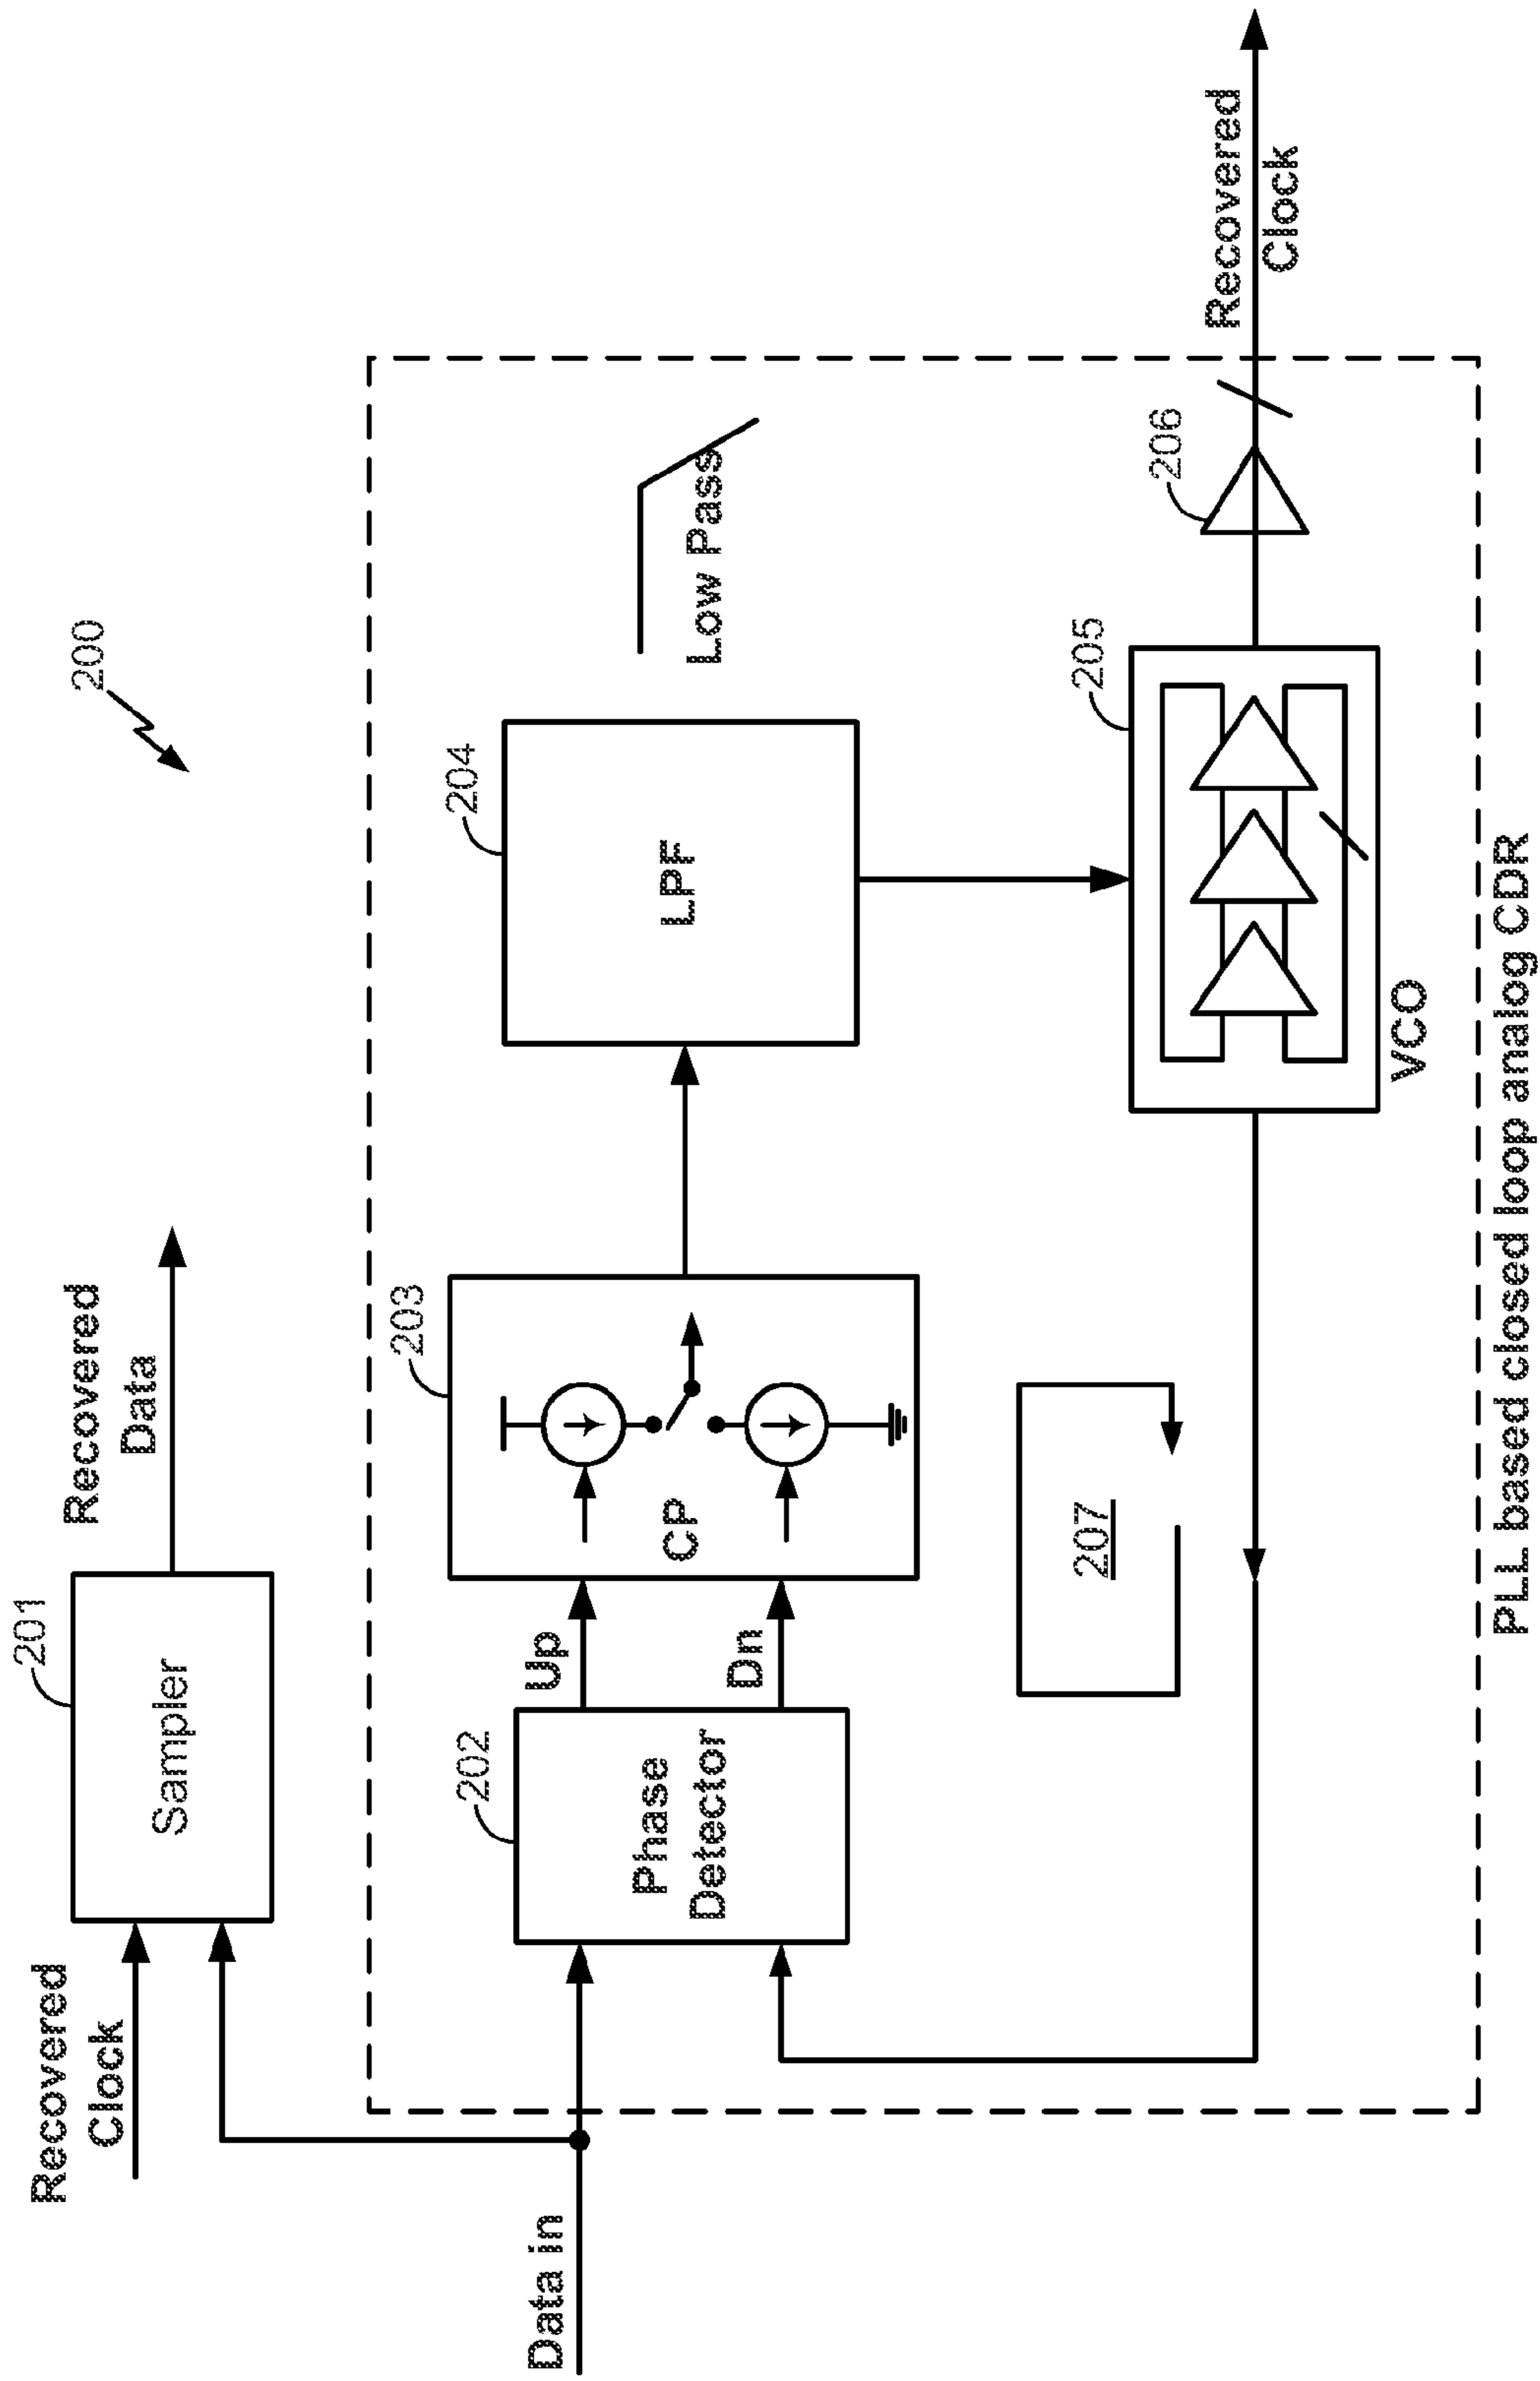 200
Recovered
Clock
201
Sampler
Recovered
Data
Data in
202
Phase
Detector
Up
Dn
203
CP
204
LPF
Low Pass
207
205
VCO
206
Recovered
Clock
PLL based closed loop analog CDR